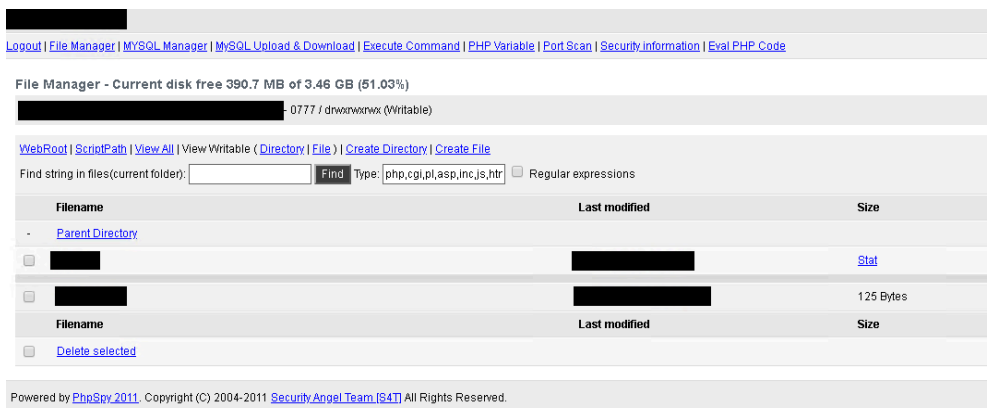 Logout | File Manager | MYSQL Manager | MySQL Upload & Download | Execute Command | PHP Variable | Port Scan | Security information | Eval PHP Code
File Manager - Current disk free 390.7 MB of 3.46 GB (51.03%)
- 0777 / drwxrwxrwx (Writable)
WebRoot | ScriptPath | View All | View Writable ( Directory | File ) | Create Directory | Create File
Find string in files(current folder): Find Type: php,cgi,pl,asp,inc,js,htr Regular expressions
Filename Last modified Size
- Parent Directory
Stat
125 Bytes
Filename Last modified Size
Delete selected
Powered by PhpSpy 2011. Copyright (C) 2004-2011 Security Angel Team [S4T] All Rights Reserved.